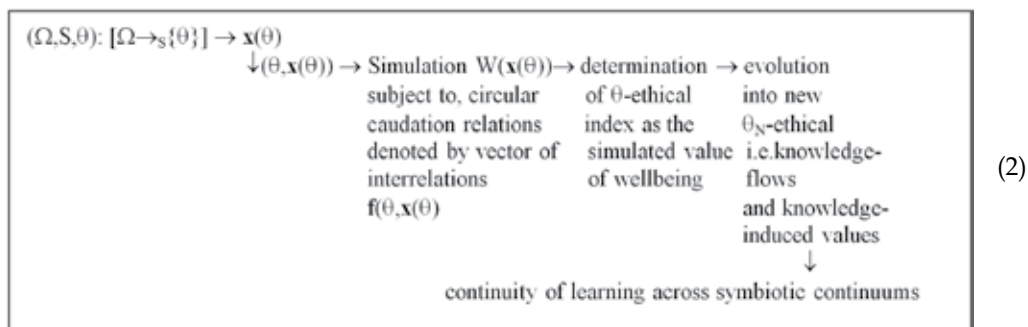 (Ω,S,θ): [Ω→S{θ}] → x(θ)
↓(θ,x(θ)) → Simulation W(x(θ))→ determination → evolution
subject to, circular of θ-ethical into new
caudation relations index as the θN-ethical
denoted by vector of simulated value i.e.knowledge-
interrelations of wellbeing flows
f(θ,x(θ) and knowledge-
induced values
↓
continuity of learning across symbiotic continuums
(2)